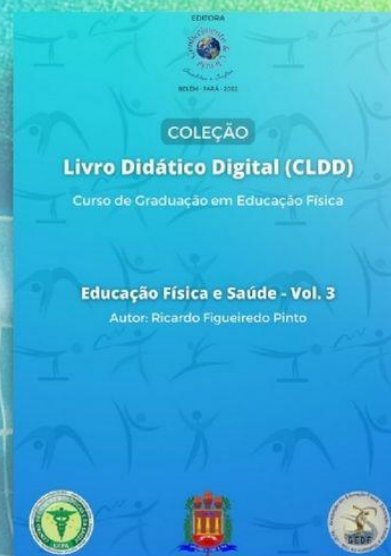 EDITORA
BELÉM - PARÁ - 2022
COLEÇÃO
Livro Didático Digital (CLDD)
Curso de Graduação em Educação Física
Educação Física e Saúde - Vol. 3
Autor: Ricardo Figueiredo Pinto